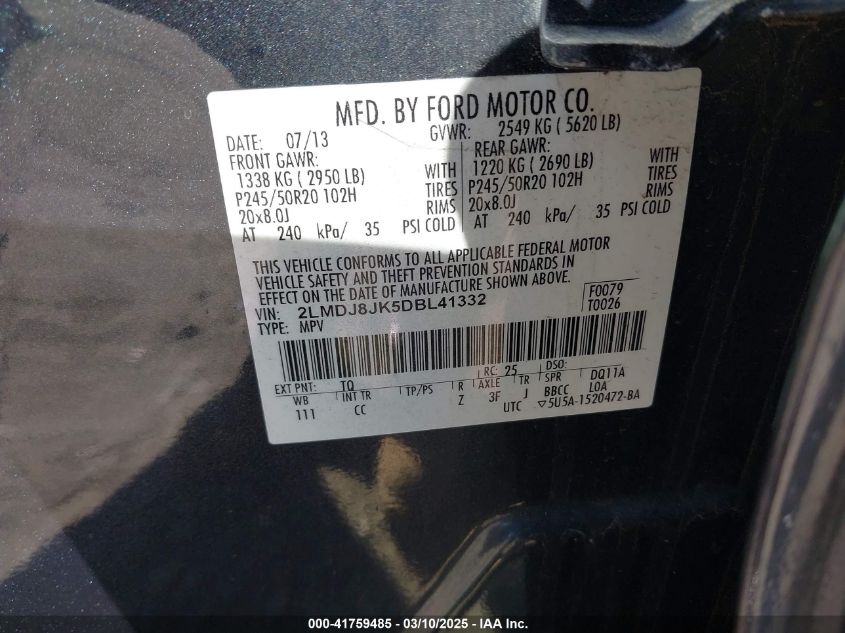 MFD. BY FORD MOTOR CO.
DATE: 07/13 GVWR: 2549 KG ( 5620 LB)
FRONT GAWR: REAR GAWR:
1338 KG ( 2950 LB) WITH 1220 KG ( 2690 LB) WITH
P245/50R20 102H TIRES P245/50R20 102H TIRES
20x8.0J RIMS 20x8.0J RIMS
AT 240 kPa/ 35 PSI COLD AT 240 kPa/ 35 PSI COLD
THIS VEHICLE CONFORMS TO ALL APPLICABLE FEDERAL MOTOR
VEHICLE SAFETY AND THEFT PREVENTION STANDARDS IN
EFFECT ON THE DATE OF MANUFACTURE SHOWN ABOVE.
VIN: 2LMDJ8JK5DBL41332 F0079
TYPE: MPV T0026
EXT PNT: TQ RC: 25 DSO:
WB INT TR TP/PS R AXLE TR SPR DQ11A
111 CC Z 3F J BBCC LOA
UTC ▽5U5A-1520472-BA
000-41759485 - 03/10/2025 - IAA Inc.